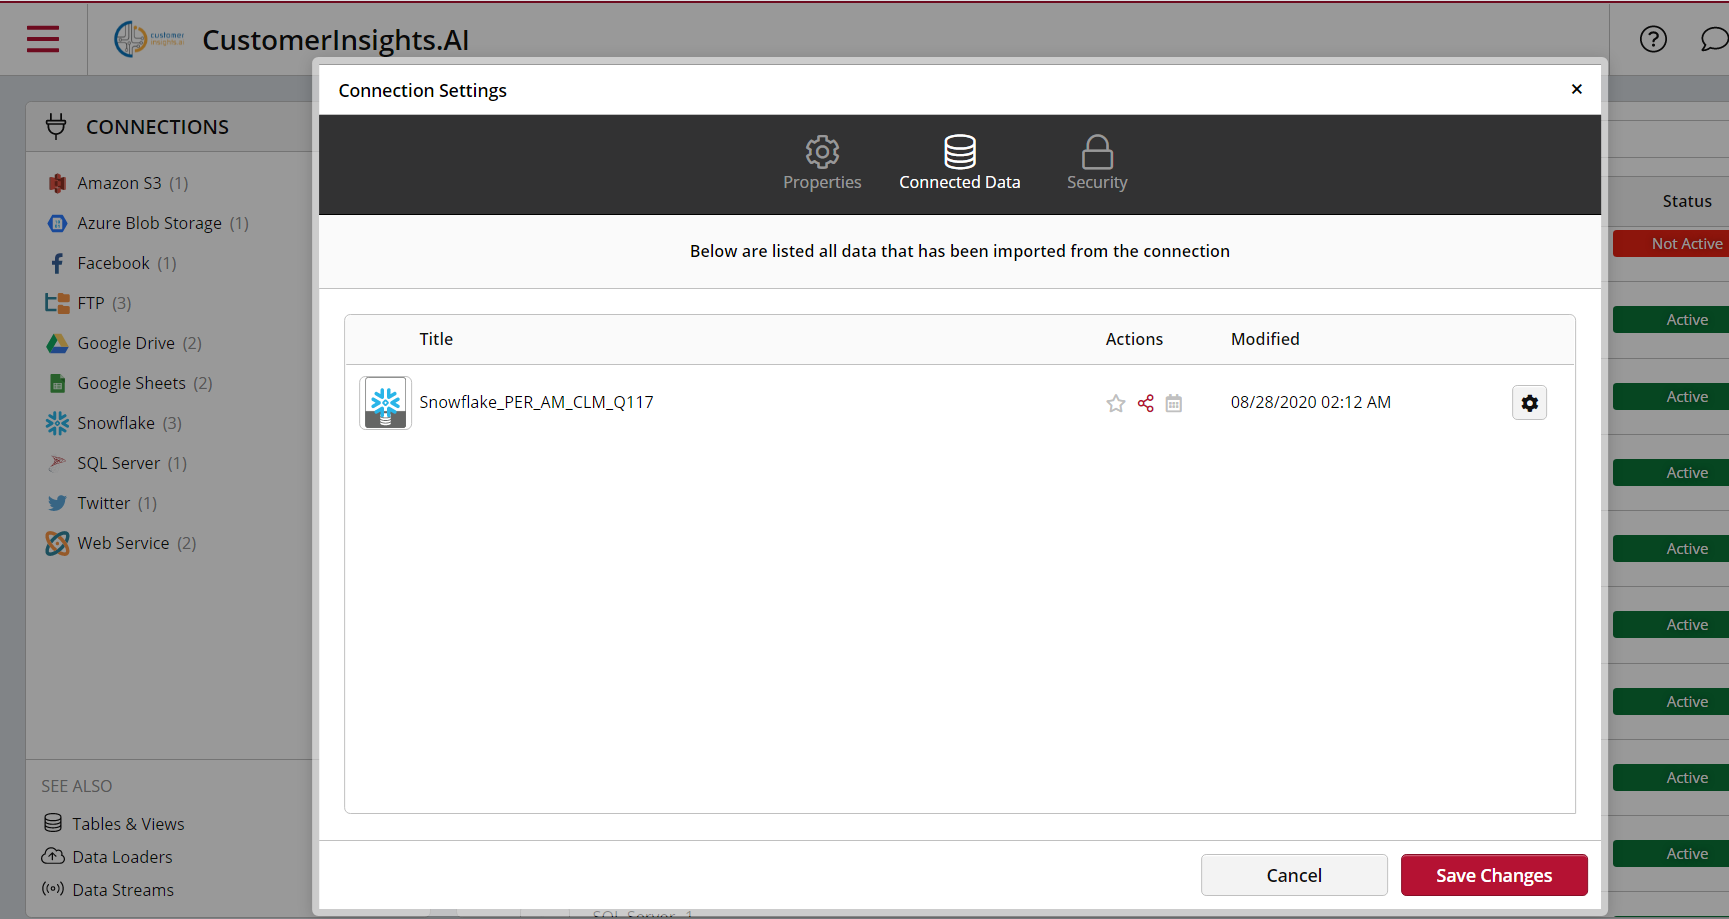 customer
insights.ai
CustomerInsights.AI
Connection Settings
CONNECTIONS
Amazon S3 (1)
Azure Blob Storage (1)
Facebook (1)
FTP (3)
Google Drive (2)
Google Sheets (2)
Snowflake (3)
SQL Server (1)
Twitter (1)
Web Service (2)
SEE ALSO
Tables & Views
Data Loaders
Data Streams
Properties
Connected Data
Security
Below are listed all data that has been imported from the connection
Title Actions Modified
Snowflake_PER_AM_CLM_Q117 08/28/2020 02:12 AM
Cancel
Save Changes
Status
Not Active
Active
Active
Active
Active
Active
Active
Active
Active
SQL Server 1